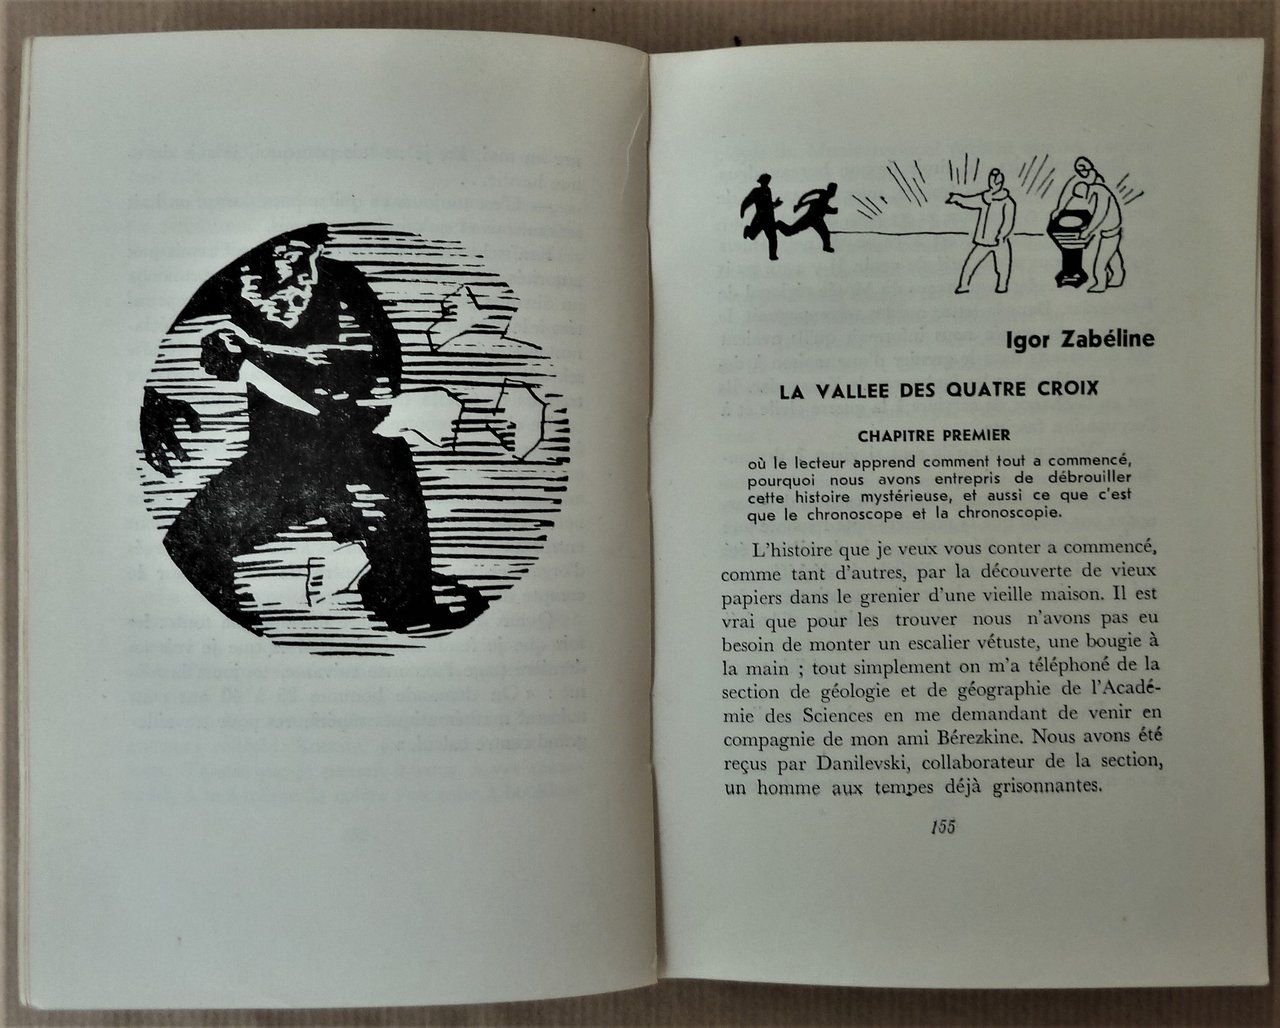 Igor Zabéline
LA VALLEE DES QUATRE CROIX
CHAPITRE PREMIER
où le lecteur apprend comment tout a commencé,
pourquoi nous avons entrepris de débrouiller
cette histoire mystérieuse, et aussi ce que c'est
que le chronoscope et la chronoscopie.
L'histoire que je veux vous conter a commencé,
comme tant d'autres, par la découverte de vieux
papiers dans le grenier d'une vieille maison. Il est
vrai que pour les trouver nous n'avons pas eu
besoin de monter un escalier vétuste, une bougie à
la main ; tout simplement on m'a téléphoné de la
section de géologie et de géographie de l'Acadé-
mie des Sciences en me demandant de venir en
compagnie de mon ami Bérezkine. Nous avons été
reçus par Danilevski, collaborateur de la section,
un homme aux tempes déjà grisonnantes.
155